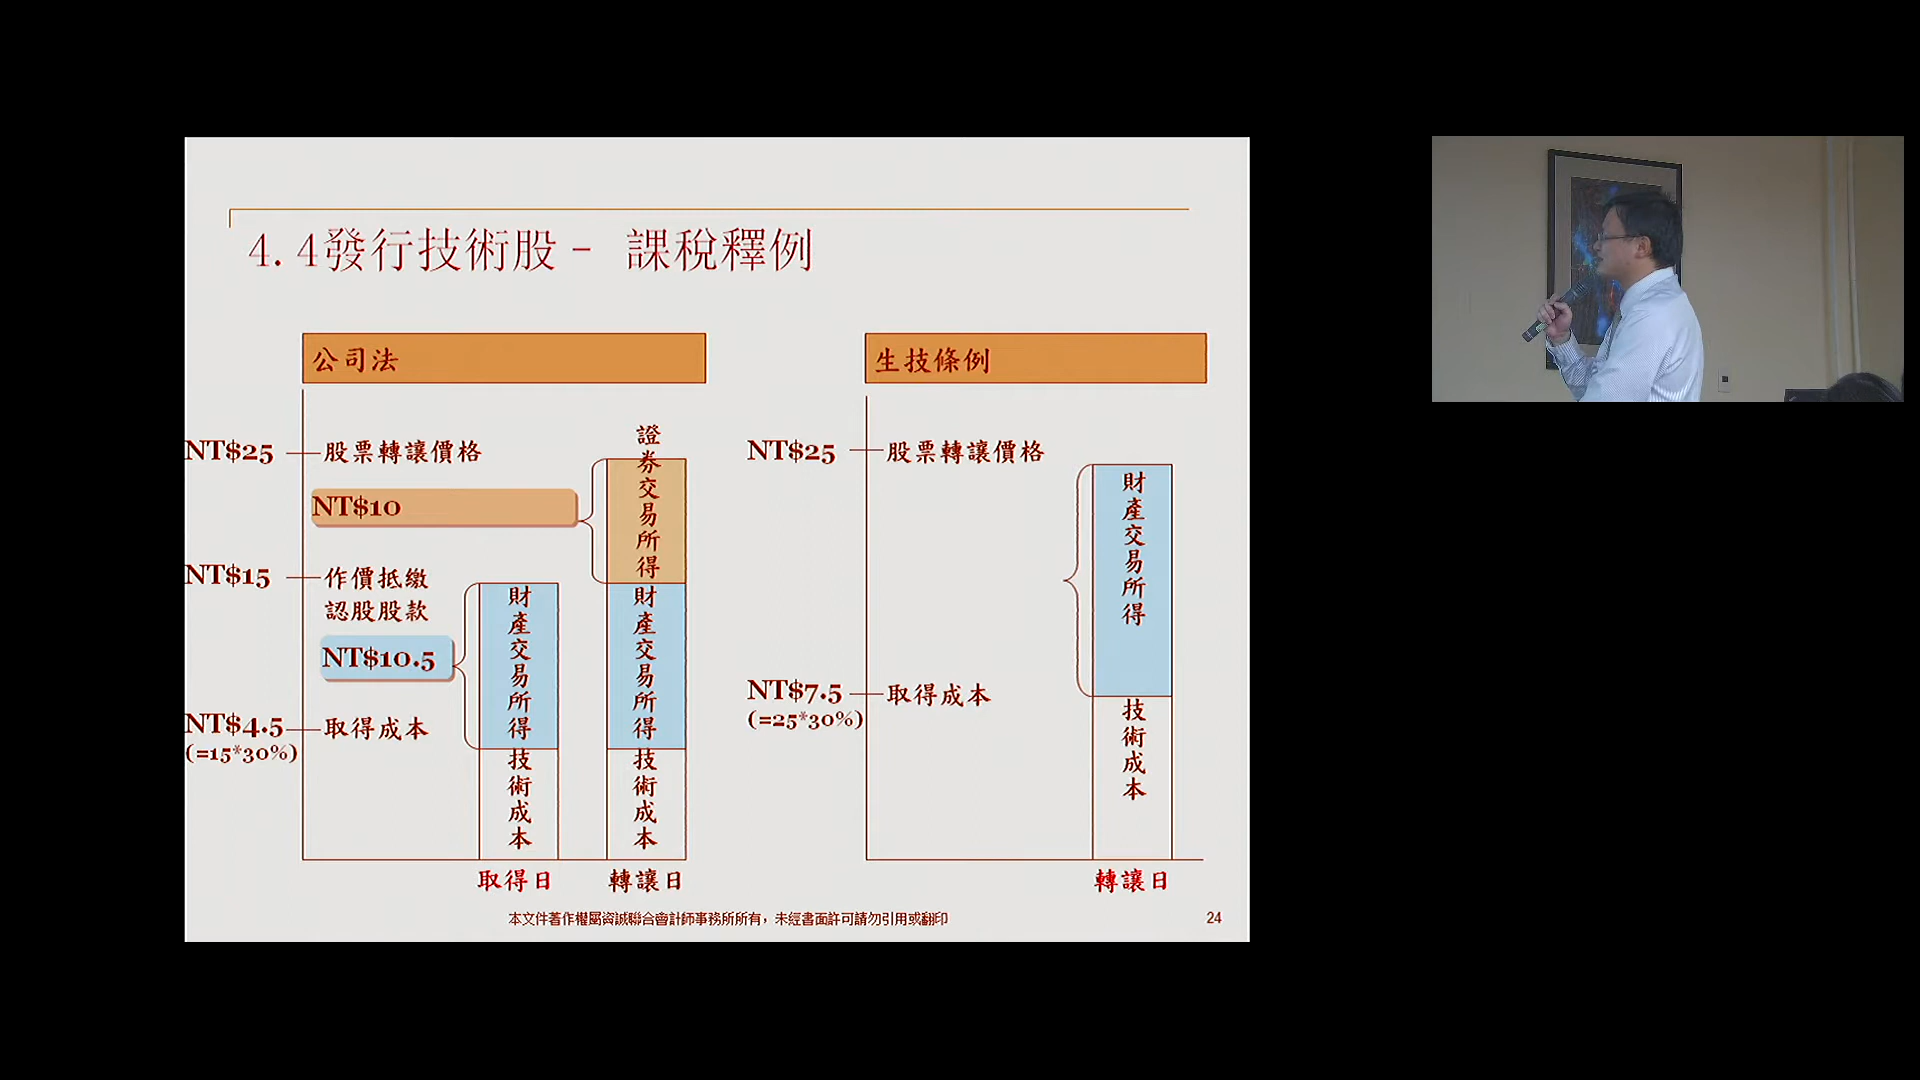 4.4發行技術股- 課稅釋例
公司法
NT$25
股票轉讓價格
NT$10
NT$15
作價抵繳
認股股款
NT$10.5
NT$4.5
(=15*30%)
取得成本
財產交易所得
技術成本
證券交易所得
財產交易所得
技術成本
取得日
轉讓日
生技條例
NT$25
股票轉讓價格
NT$7.5
(=25*30%)
取得成本
財產交易所得
技術成本
轉讓日
本文件著作權屬資誠聯合會計師事務所所有，未經書面許可請勿引用或翻印
24